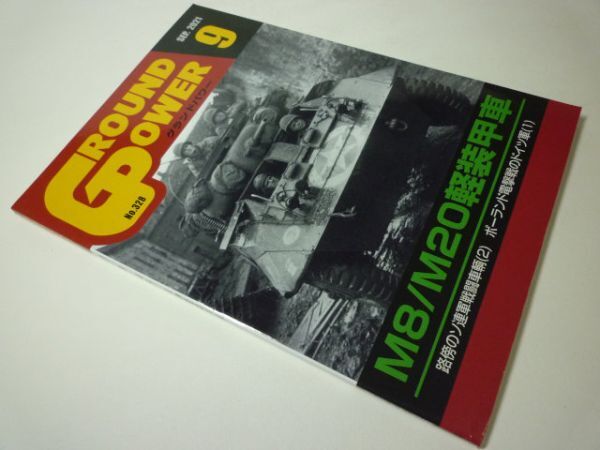 SEP. 2021
9
GROUND
POWER
グランドパワー
No.328
M8/M20軽装甲車
路傍のソ連軍戦闘車輌(2) ポーランド電撃戦のドイツ軍(1)